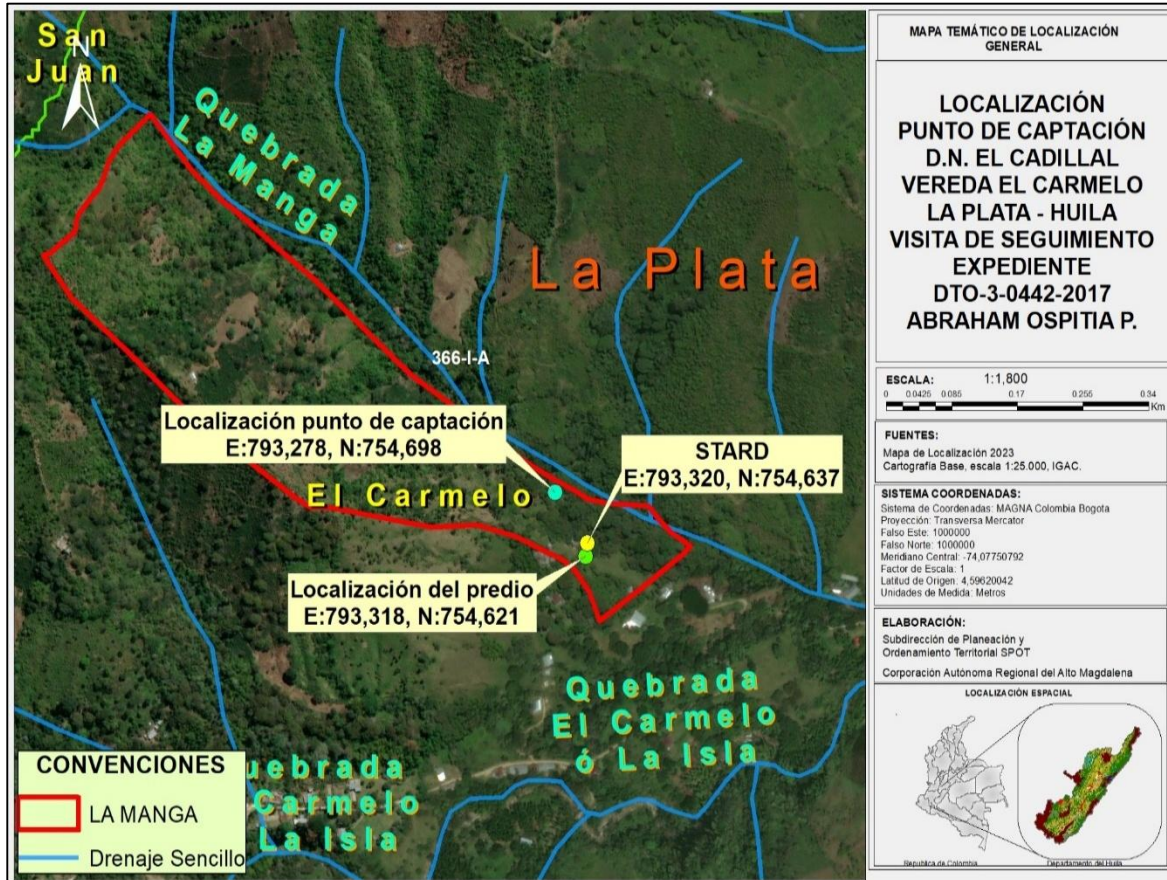 San
Juan
N
Quebrada
La Manga
La Plata
366-I-A
Localización punto de captación
E:793,278, N:754,698
STARD
E:793,320, N:754,637
El Carmelo
Localización del predio
E:793,318, N:754,621
Quebrada
El Carmelo
ó La Isla
uebrada
Carmelo
La Isla
CONVENCIONES
LA MANGA
Drenaje Sencillo
MAPA TEMÁTICO DE LOCALIZACIÓN
GENERAL
LOCALIZACIÓN
PUNTO DE CAPTACIÓN
D.N. EL CADILLAL
VEREDA EL CARMELO
LA PLATA - HUILA
VISITA DE SEGUIMIENTO
EXPEDIENTE
DTO-3-0442-2017
ABRAHAM OSPITIA P.
ESCALA: 1:1,800
0 0.0425 0.085 0.17 0.255 0.34
Km
FUENTES:
Mapa de Localización 2023
Cartografía Base, escala 1:25.000, IGAC.
SISTEMA COORDENADAS:
Sistema de Coordenadas: MAGNA Colombia Bogota
Proyección: Transversa Mercator
Falso Este: 1000000
Falso Norte: 1000000
Meridiano Central: -74,07750792
Factor de Escala: 1
Latitud de Origen: 4,59620042
Unidades de Medida: Metros
ELABORACIÓN:
Subdirección de Planeación y
Ordenamiento Territorial SPOT
Corporación Autónoma Regional del Alto Magdalena
LOCALIZACIÓN ESPACIAL
Republica de Colombia
Departamento del Huila